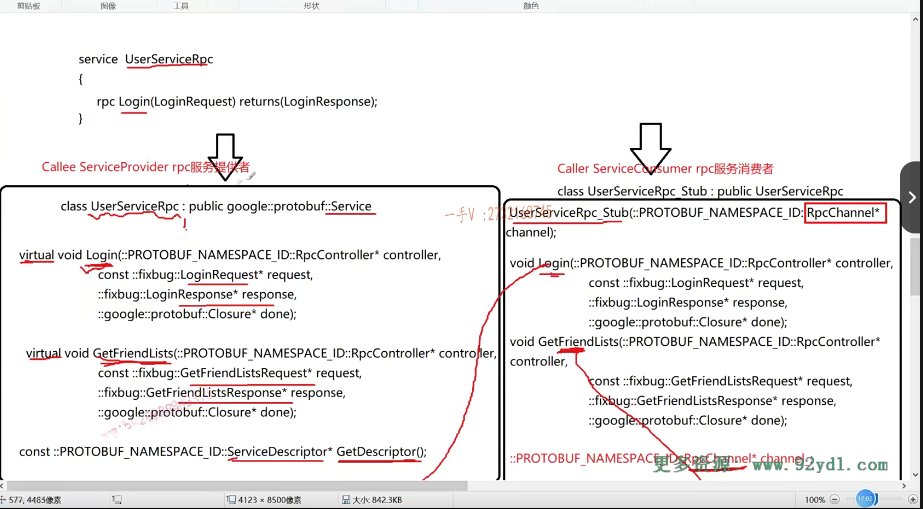 剪贴板 图像 工具 形状 颜色
service UserServiceRpc
{
rpc Login(LoginRequest) returns(LoginResponse);
}
Callee ServiceProvider rpc服务提供者
class UserServiceRpc : public google::protobuf::Service
virtual void Login(::PROTOBUF_NAMESPACE_ID::RpcController* controller,
const ::fixbug::LoginRequest* request,
::fixbug::LoginResponse* response,
::google::protobuf::Closure* done);
virtual void GetFriendLists(::PROTOBUF_NAMESPACE_ID::RpcController* controller,
const ::fixbug::GetFriendListsRequest* request,
::fixbug::GetFriendListsResponse* response,
::google::protobuf::Closure* done);
const ::PROTOBUF_NAMESPACE_ID::ServiceDescriptor* GetDescriptor();
Caller ServiceConsumer rpc服务消费者
class UserServiceRpc_Stub : public UserServiceRpc
UserServiceRpc_Stub(::PROTOBUF_NAMESPACE_ID::RpcChannel*
channel);
void Login(::PROTOBUF_NAMESPACE_ID::RpcController* controller,
const ::fixbug::LoginRequest* request,
::fixbug::LoginResponse* response,
::google::protobuf::Closure* done);
void GetFriendLists(::PROTOBUF_NAMESPACE_ID::RpcController*
controller,
const ::fixbug::GetFriendListsRequest* request,
::fixbug::GetFriendListsResponse* response,
::google::protobuf::Closure* done);
::PROTOBUF_NAMESPACE_ID::RpcChannel* channel_;
更多资源 www.92ydl.com
577, 4485像素 4123 × 8500像素 大小: 842.3KB 100% 17:02